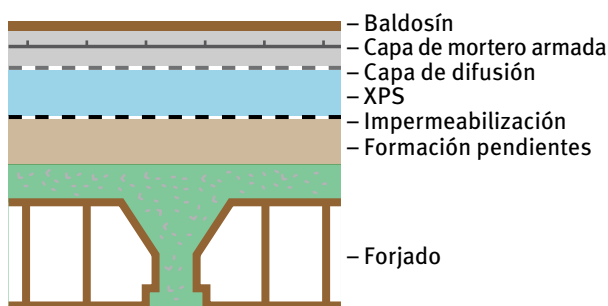 – Baldosín
– Capa de mortero armada
– Capa de difusión
– XPS
– Impermeabilización
– Formación pendientes
– Forjado